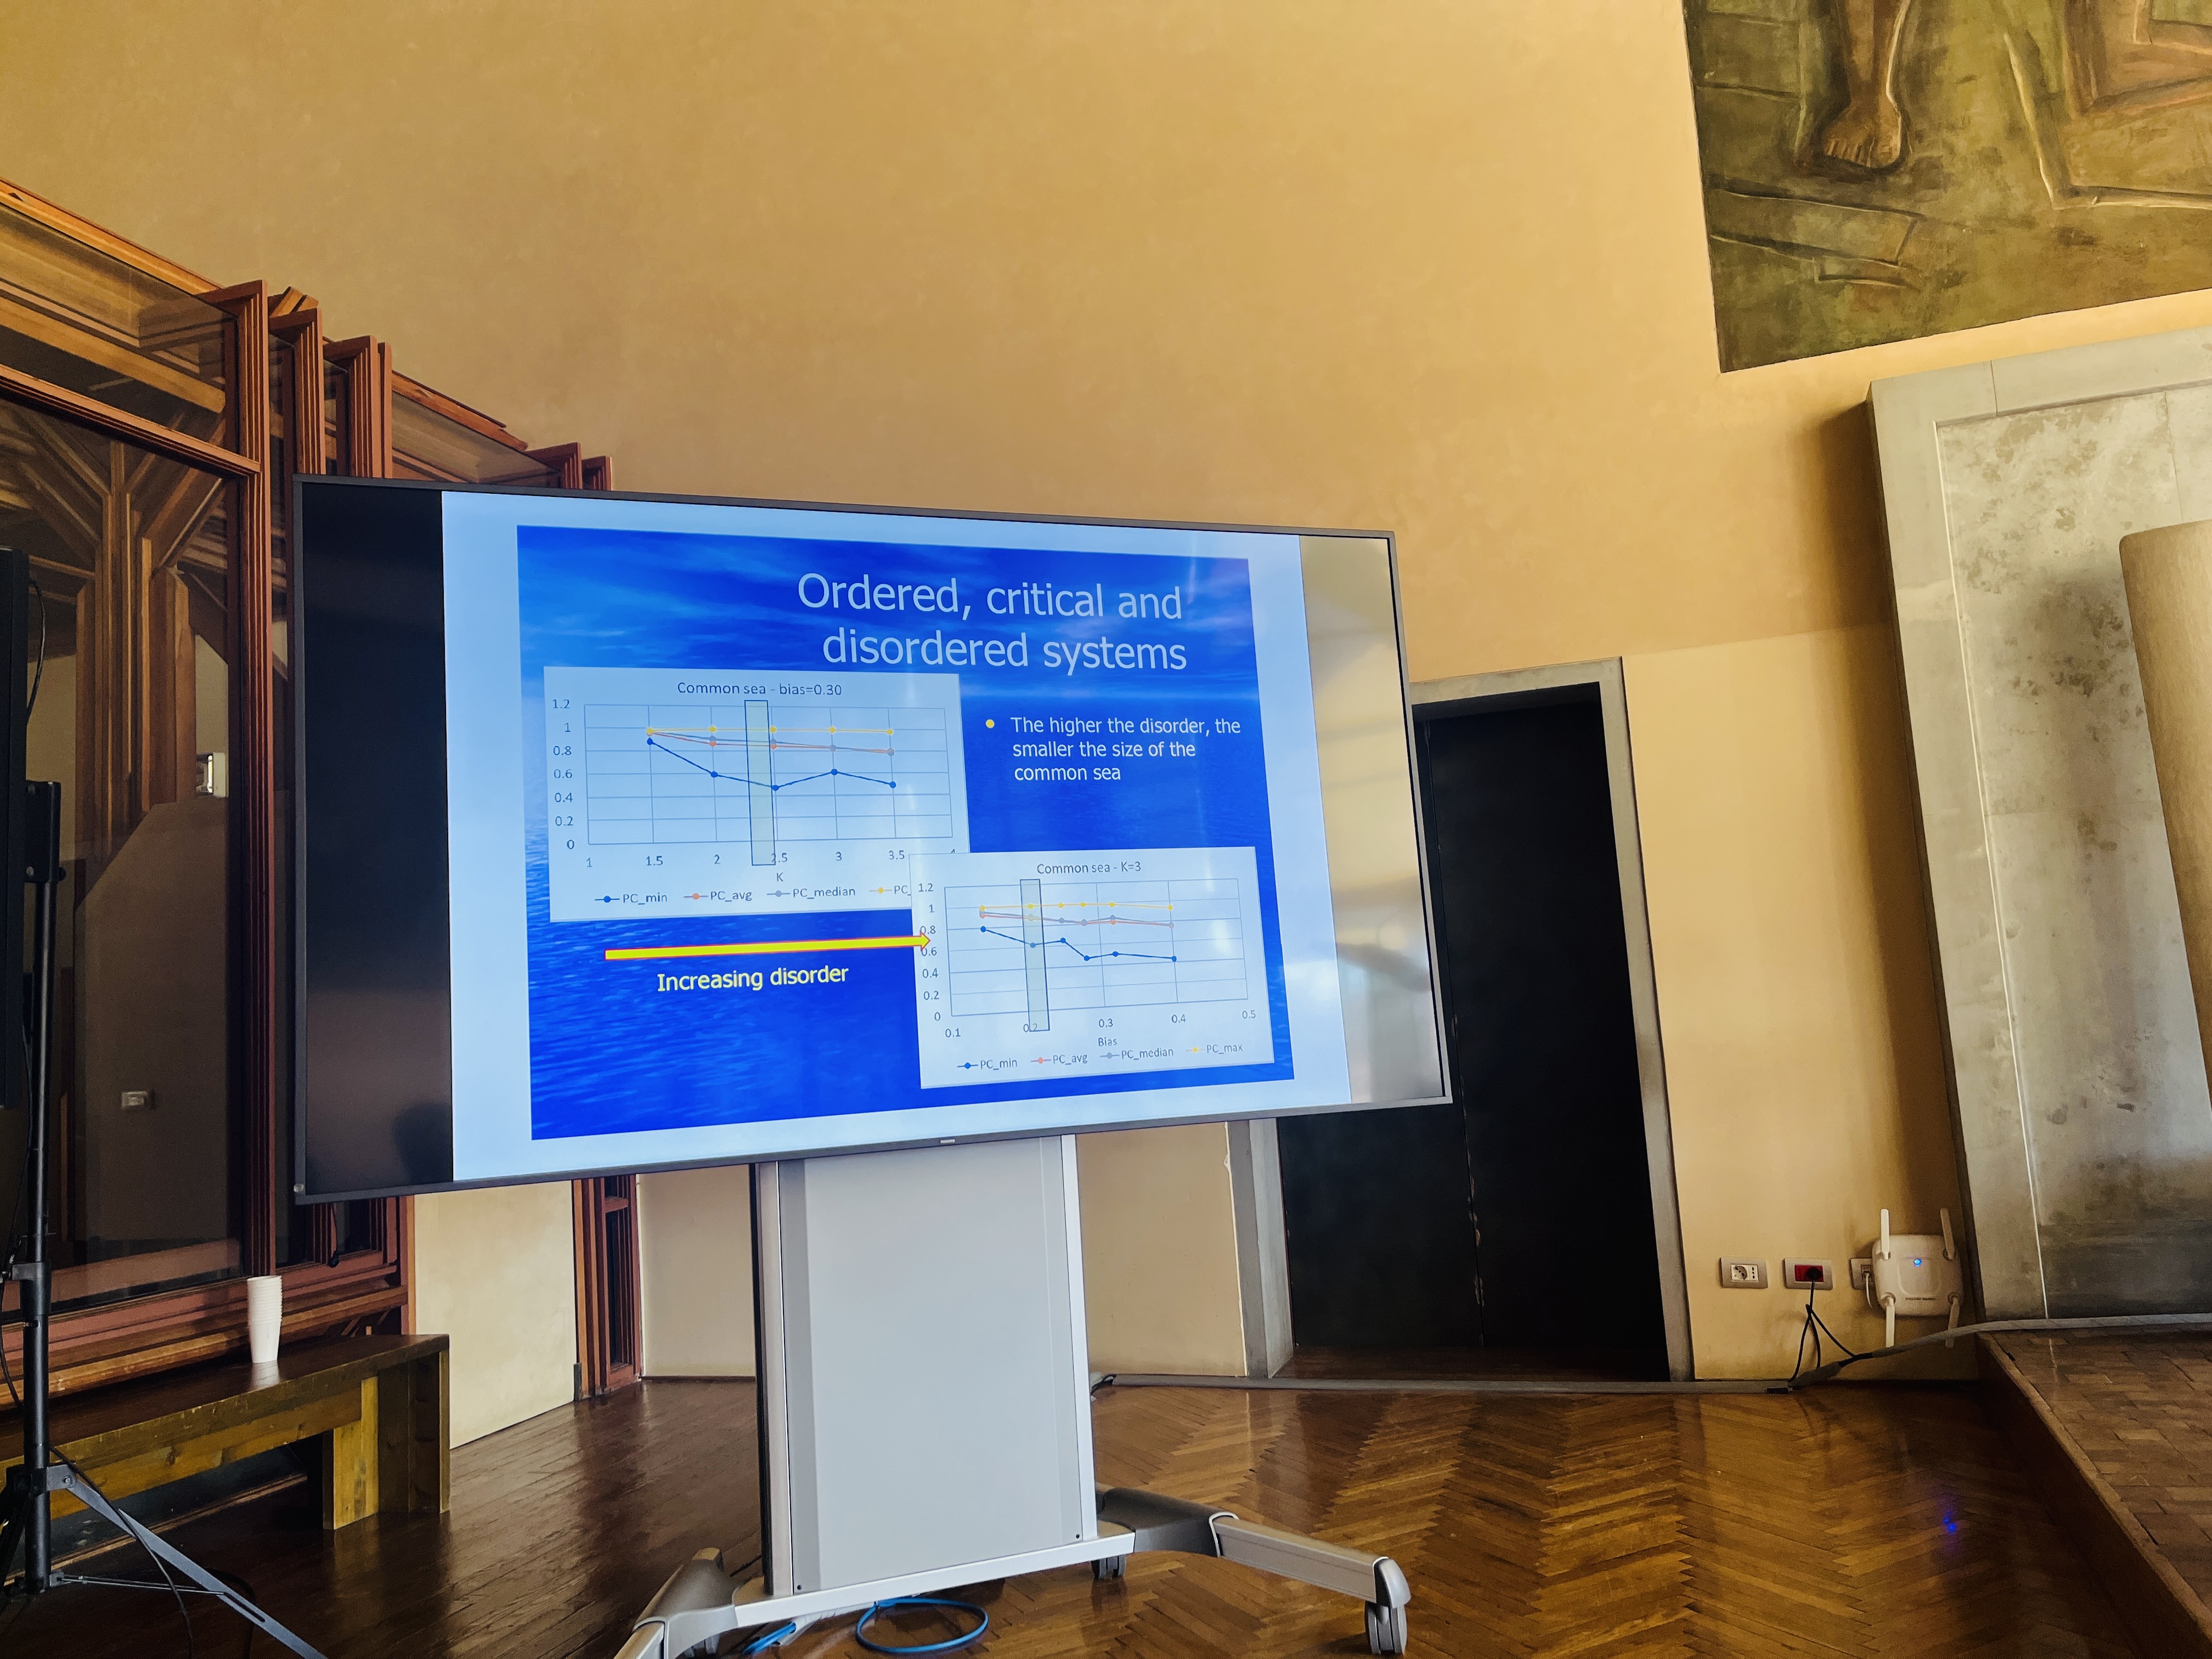 Ordered, critical and
disordered systems
Common sea - bias=0.30
1.2
1
0.8
0.6
0.4
0.2
0
1 1.5 2 2.5 3 3.5 4
K
PC_min PC_avg PC_median PC_
The higher the disorder, the
smaller the size of the
common sea
Increasing disorder
Common sea - K=3
1.2
1
0.8
0.6
0.4
0.2
0
0.1 0.2 0.3 0.4 0.5
Bias
PC_min PC_avg PC_median PC_max